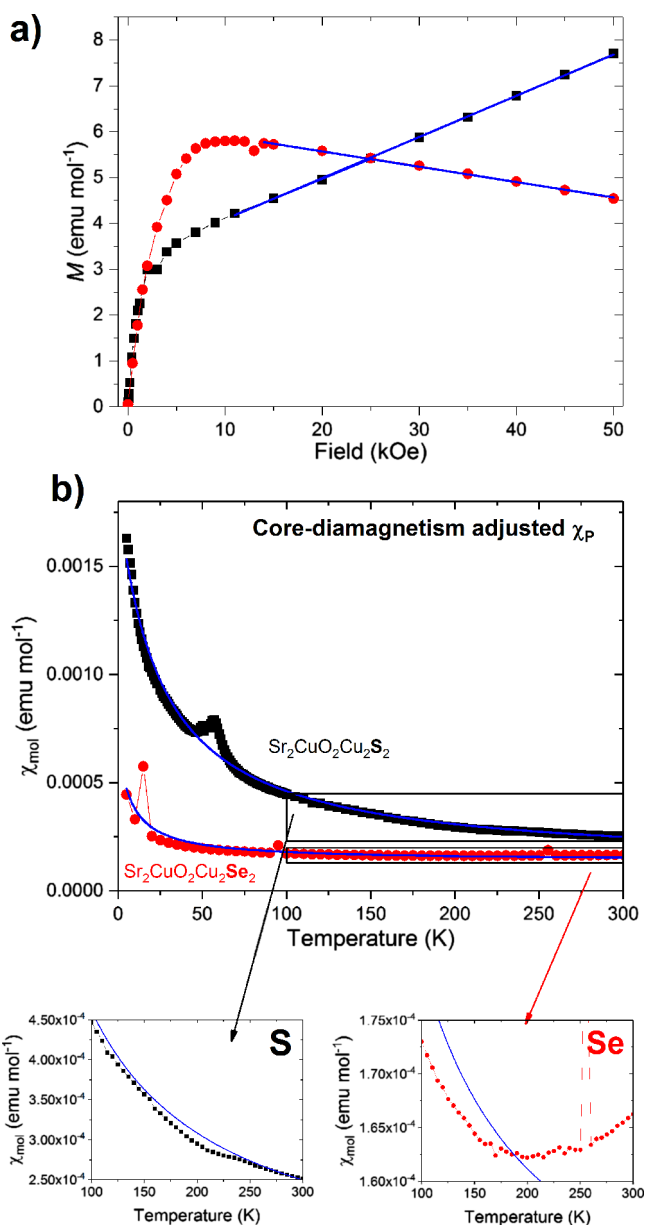 a)
8
7
6
5
4
3
2
1
0
M (emu mol⁻¹)
0 10 20 30 40 50
Field (kOe)
b)
Core-diamagnetism adjusted χP
0.0015
0.0010
0.0005
0.0000
χmol (emu mol⁻¹)
Sr₂CuO₂Cu₂S₂
Sr₂CuO₂Cu₂Se₂
0 50 100 150 200 250 300
Temperature (K)
S
4.50x10⁻⁴
4.00x10⁻⁴
3.50x10⁻⁴
3.00x10⁻⁴
2.50x10⁻⁴
χmol (emu mol⁻¹)
100 150 200 250 300
Temperature (K)
Se
1.75x10⁻⁴
1.70x10⁻⁴
1.65x10⁻⁴
1.60x10⁻⁴
χmol (emu mol⁻¹)
100 150 200 250 300
Temperature (K)